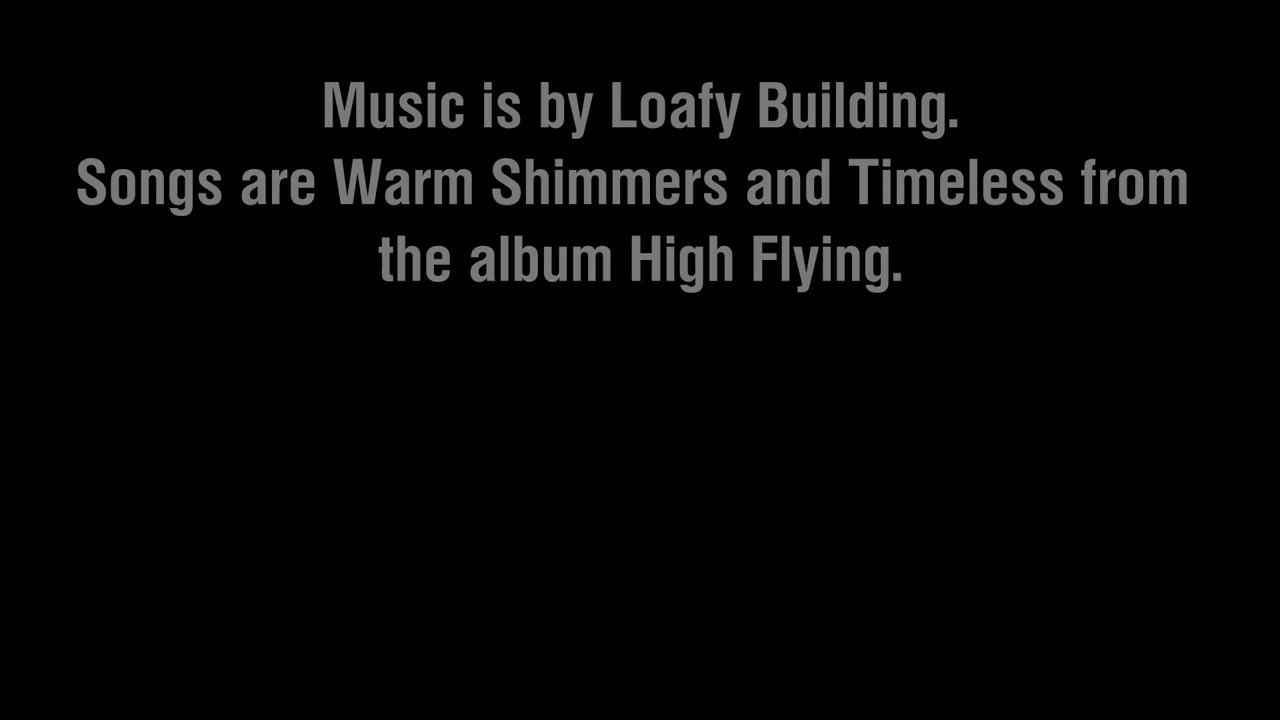 Music is by Loafy Building.
Songs are Warm Shimmers and Timeless from
the album High Flying.